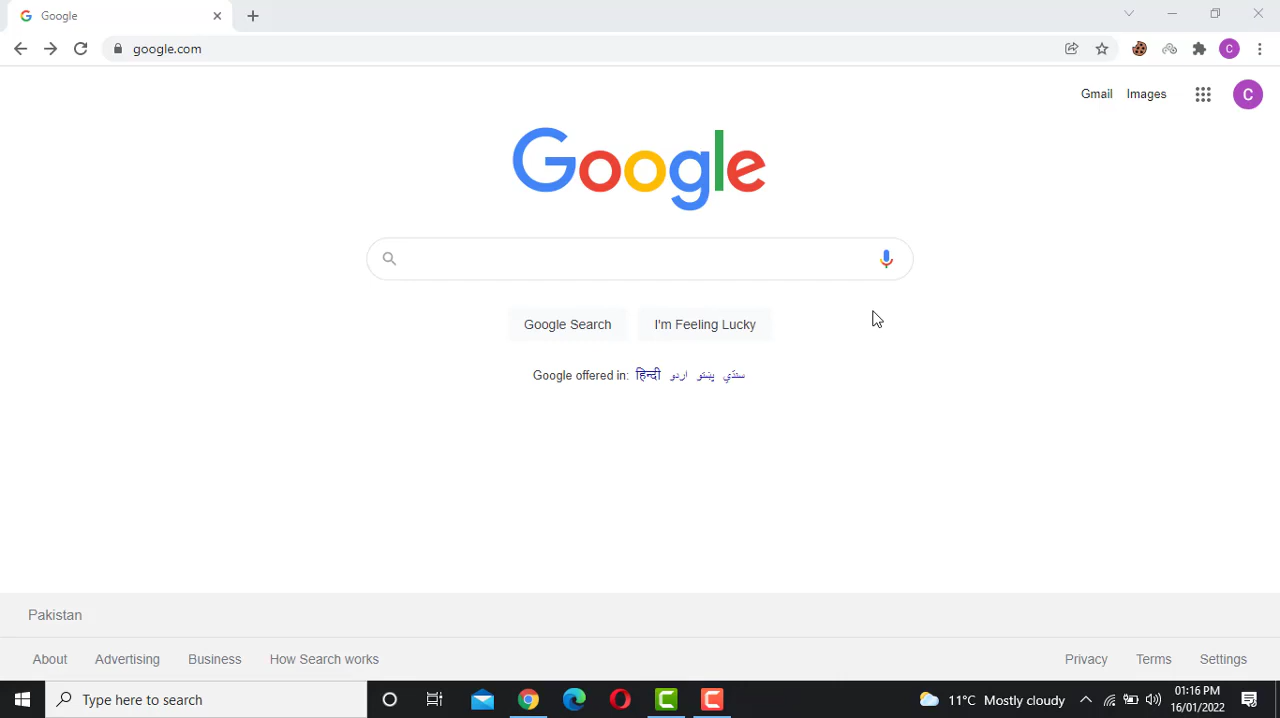 Google
google.com
Gmail Images
C
Google
Google Search I'm Feeling Lucky
Google offered in: हिन्दी اردو پښتو سنڌي
Pakistan
About Advertising Business How Search works
Privacy Terms Settings
Type here to search
11°C Mostly cloudy
01:16 PM
16/01/2022